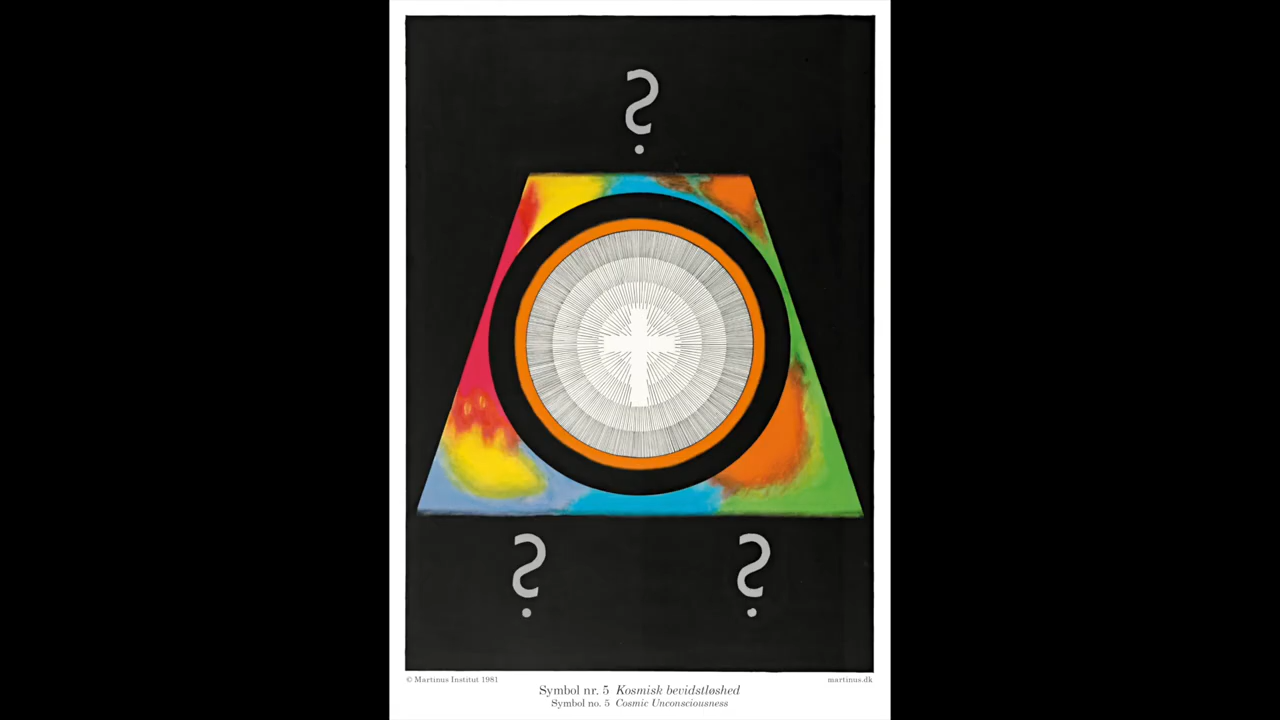 ?
? ?
© Martinus Institut 1981
martinus.dk
Symbol nr. 5 Kosmisk bevidstløshed
Symbol no. 5 Cosmic Unconsciousness